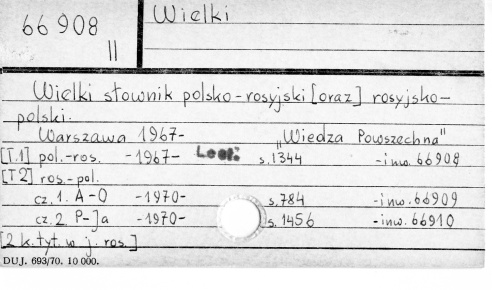 66 908
II
Wielki
Wielki słownik polsko-rosyjski [oraz] rosyjsko-
polski.
Warszawa 1967- "Wiedza Powszechna"
[T.1] pol.-ros. -1967- s.1344 -inw.66908
[T2] ros.-pol.
cz. 1. A-O -1970- s.784 -inw.66909
cz. 2. P-Ja -1970- s.1456 -inw.66910
[2 k.tyt. w j. ros.]
DUJ. 693/70. 10 000.